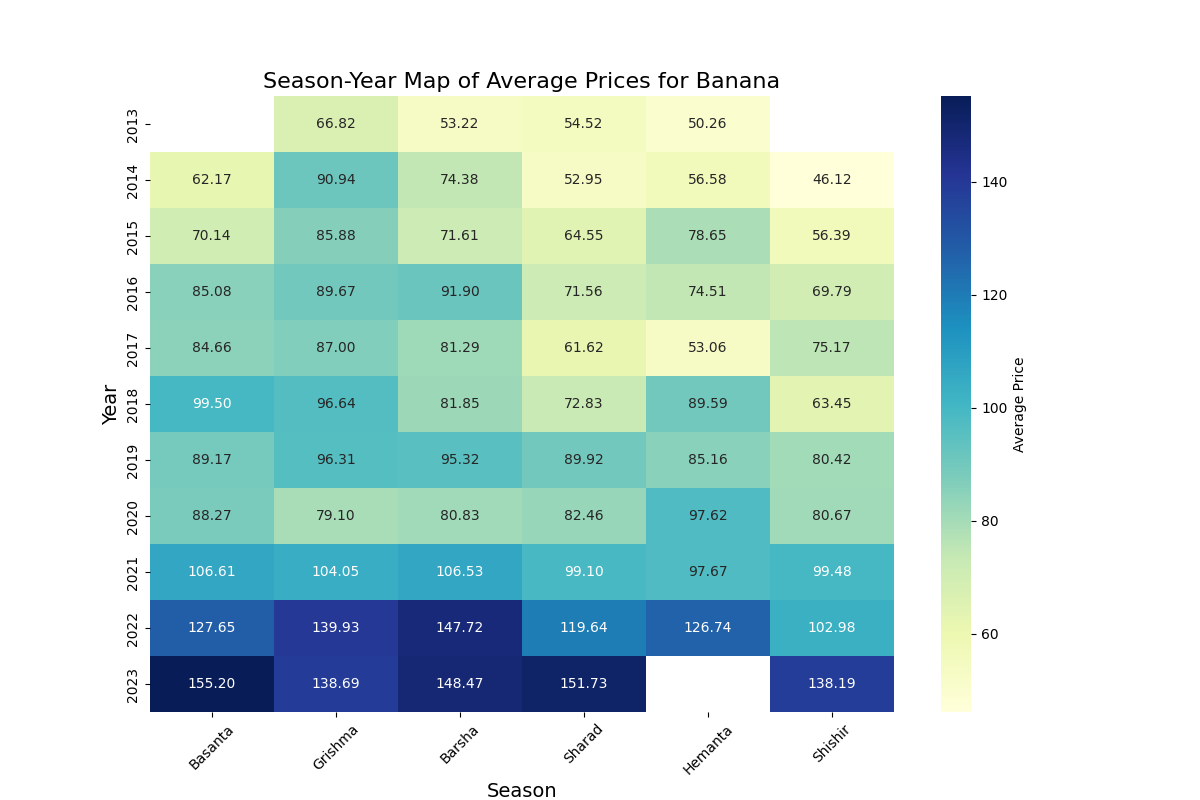 Season-Year Map of Average Prices for Banana
2013 66.82 53.22 54.52 50.26
2014 62.17 90.94 74.38 52.95 56.58 46.12
2015 70.14 85.88 71.61 64.55 78.65 56.39
2016 85.08 89.67 91.90 71.56 74.51 69.79
2017 84.66 87.00 81.29 61.62 53.06 75.17
2018 99.50 96.64 81.85 72.83 89.59 63.45
2019 89.17 96.31 95.32 89.92 85.16 80.42
2020 88.27 79.10 80.83 82.46 97.62 80.67
2021 106.61 104.05 106.53 99.10 97.67 99.48
2022 127.65 139.93 147.72 119.64 126.74 102.98
2023 155.20 138.69 148.47 151.73 138.19
Basanta Grishma Barsha Sharad Hemanta Shishir
Season
Year
140
120
100
80
60
Average Price